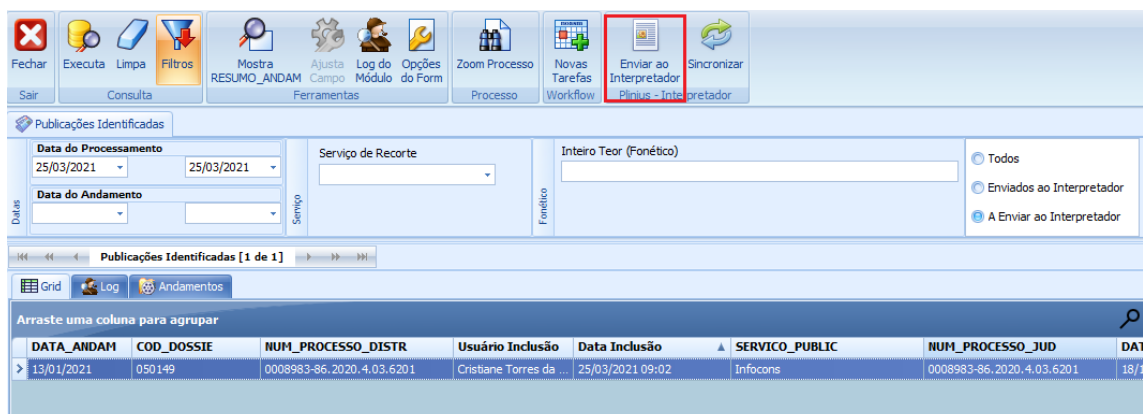 Fechar Executa Limpa Filtros Mostra RESUMO_ANDAM Ajusta Campo Log do Módulo Opções do Form Zoom Processo Novas Tarefas Enviar ao Interpretador Sincronizar
Sair Consulta Ferramentas Processo Workflow Plinius - Interpretador
Publicações Identificadas
Datas
Data do Processamento
25/03/2021 25/03/2021
Data do Andamento
Serviço
Serviço de Recorte
Fonético
Inteiro Teor (Fonético)
Todos
Enviados ao Interpretador
A Enviar ao Interpretador
Publicações Identificadas [1 de 1]
Grid Log Andamentos
Arraste uma coluna para agrupar
DATA_ANDAM COD_DOSSIE NUM_PROCESSO_DISTR Usuário Inclusão Data Inclusão SERVICO_PUBLIC NUM_PROCESSO_JUD DAT
13/01/2021 050149 0008983-86.2020.4.03.6201 Cristiane Torres da ... 25/03/2021 09:02 Infocons 0008983-86.2020.4.03.6201 18/1